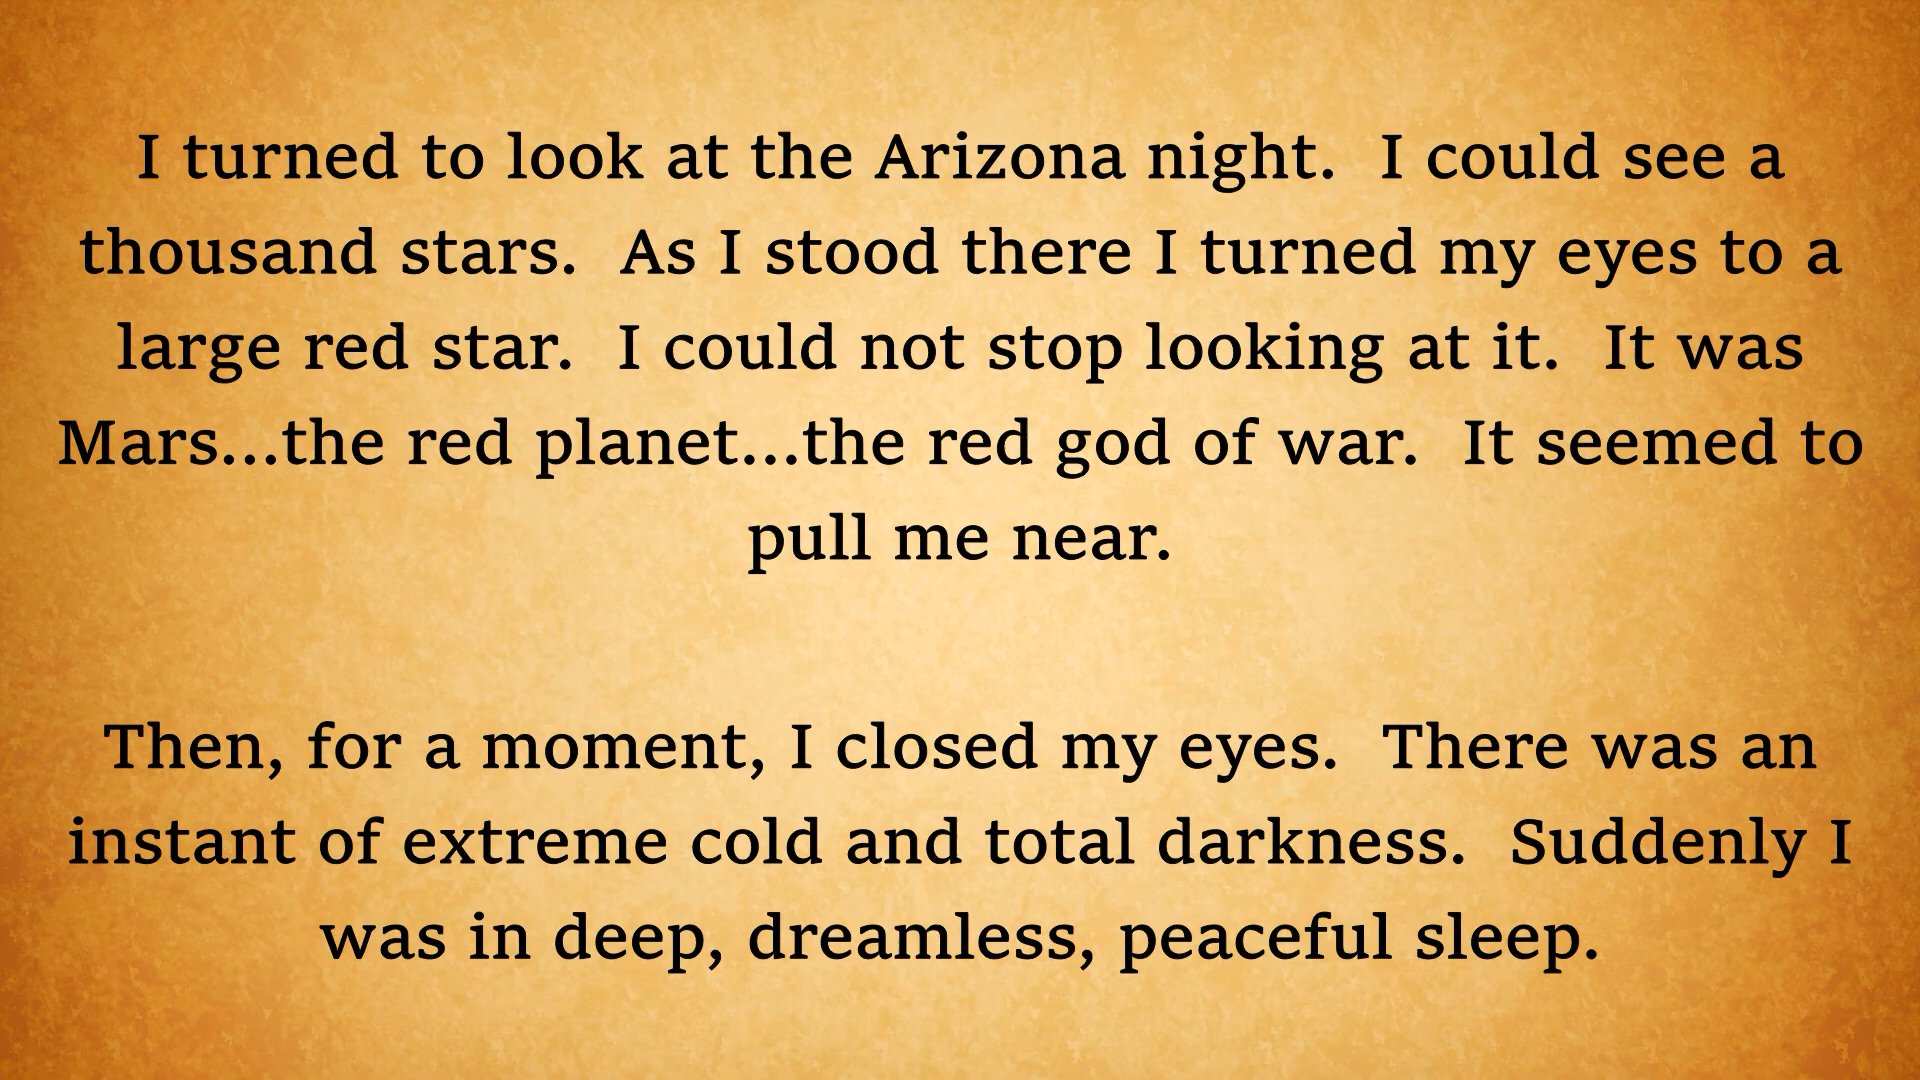 I turned to look at the Arizona night.  I could see a
thousand stars.  As I stood there I turned my eyes to a
large red star.  I could not stop looking at it.  It was
Mars...the red planet...the red god of war.  It seemed to
pull me near.
Then, for a moment, I closed my eyes.  There was an
instant of extreme cold and total darkness.  Suddenly I
was in deep, dreamless, peaceful sleep.